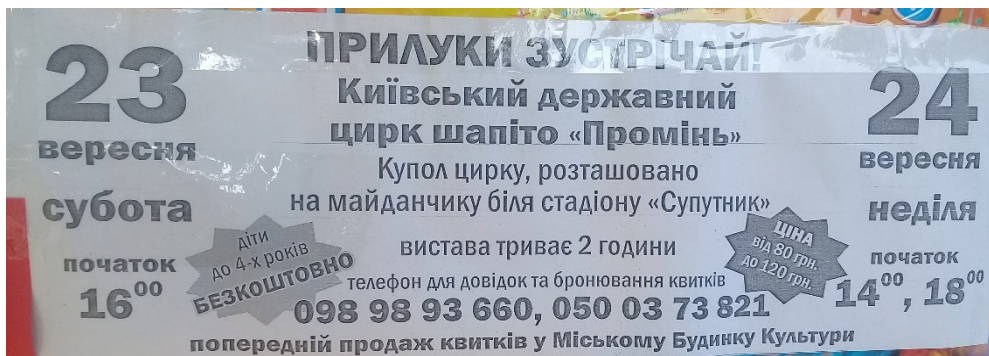 23
вересня
субота
початок
16⁰⁰
ПРИЛУКИ ЗУСТРІЧАЙ!
Київський державний
цирк шапіто «Промінь»
Купол цирку, розташовано
на майданчику біля стадіону «Супутник»
діти
до 4-х років
БЕЗКОШТОВНО
вистава триває 2 години
телефон для довідок та бронювання квитків
098 98 93 660, 050 03 73 821
попередній продаж квитків у Міському Будинку Культури
ЦІНА
від 80 грн.
до 120 грн.
24
вересня
неділя
початок
14⁰⁰, 18⁰⁰